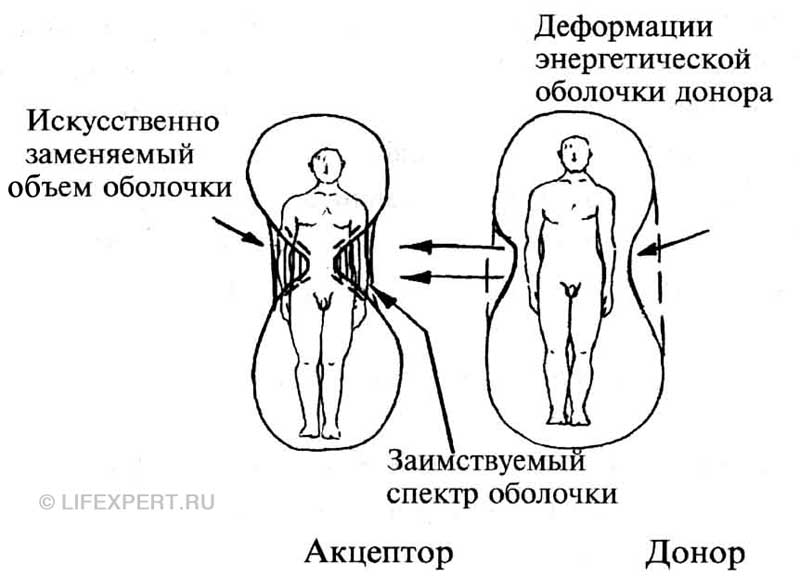 Деформации
энергетической
оболочки донора
Искусственно
заменяемый
объем оболочки
Заимствуемый
спектр оболочки
© LIFEXPERT.RU
Акцептор
Донор